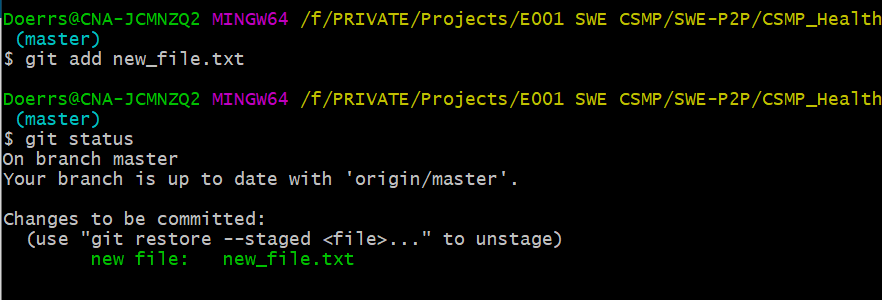 Doerrs@CNA-JCMNZQ2 MINGW64 /f/PRIVATE/Projects/E001 SWE CSMP/SWE-P2P/CSMP_Health
(master)
$ git add new_file.txt
Doerrs@CNA-JCMNZQ2 MINGW64 /f/PRIVATE/Projects/E001 SWE CSMP/SWE-P2P/CSMP_Health
(master)
$ git status
On branch master
Your branch is up to date with 'origin/master'.
Changes to be committed:
(use "git restore --staged <file>..." to unstage)
new file:   new_file.txt